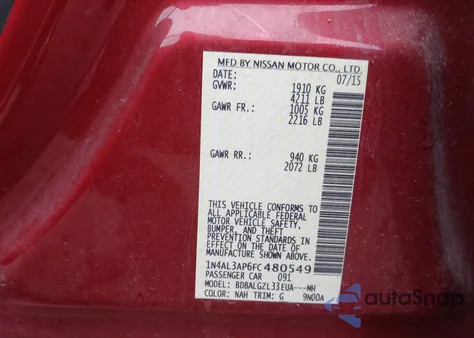 MFD BY NISSAN MOTOR CO., LTD.
DATE: 07/15
GVWR: 1910 KG
4211 LB
GAWR FR.: 1005 KG
2216 LB
GAWR RR.: 940 KG
2072 LB
THIS VEHICLE CONFORMS TO
ALL APPLICABLE FEDERAL
MOTOR VEHICLE SAFETY,
BUMPER, AND THEFT
PREVENTION STANDARDS IN
EFFECT ON THE DATE OF
MANUFACTURE SHOWN ABOVE.
1N4AL3AP6FC480549
PASSENGER CAR 091
MODEL: BDBALGZL33EUA---MH
COLOR: NAH TRIM: G 9N00A
autoSnap